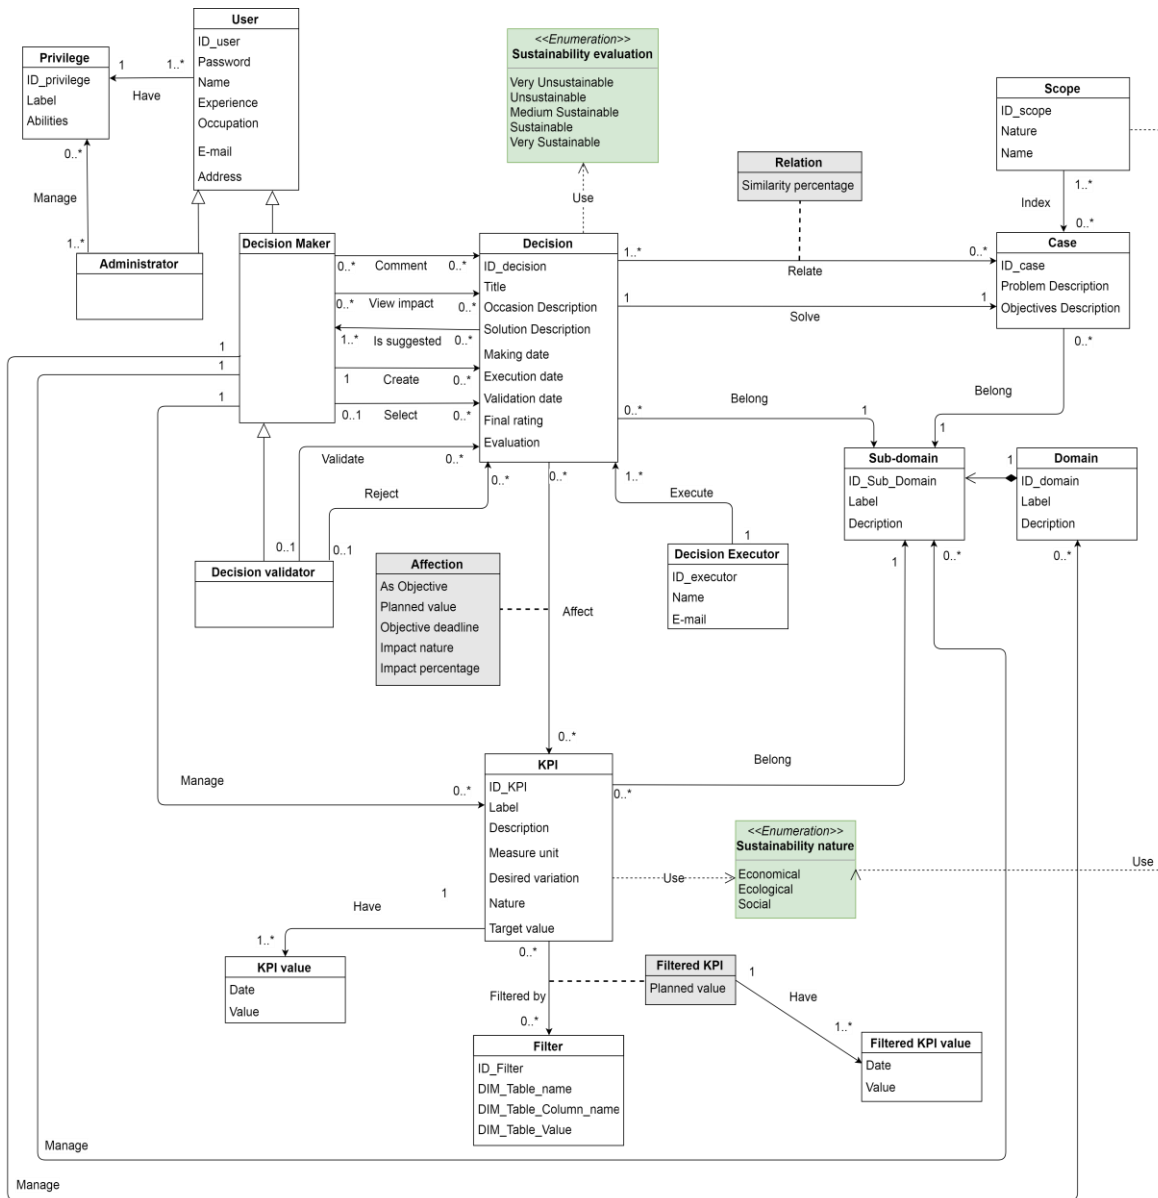 User
ID_user
Password
Name
Experience
Occupation
E-mail
Address
Privilege
ID_privilege
Label
Abilities
1
1..*
Have
0..*
Manage
1..*
Administrator
<<Enumeration>>
Sustainability evaluation
Very Unsustainable
Unsustainable
Medium Sustainable
Sustainable
Very Sustainable
Use
Relation
Similarity percentage
Scope
ID_scope
Nature
Name
1..*
Index
0..*
Decision Maker
0..*
Comment
0..*
0..*
View impact
0..*
1..*
Is suggested
0..*
1
Create
0..*
0..1
Select
0..*
Decision
ID_decision
Title
Occasion Description
Solution Description
Making date
Execution date
Validation date
Final rating
Evaluation
1..*
0..*
Relate
1
1
Solve
Case
ID_case
Problem Description
Objectives Description
0..*
Belong
1
0..*
Belong
1
1
1
1
Validate
0..*
Reject
0..*
0..1
0..1
Decision validator
0..*
1..*
Execute
1
Decision Executor
ID_executor
Name
E-mail
Sub-domain
ID_Sub_Domain
Label
Decription
1
Domain
ID_domain
Label
Decription
1
0..*
0..*
Affection
As Objective
Planned value
Objective deadline
Impact nature
Impact percentage
Affect
0..*
KPI
ID_KPI
Label
Description
Measure unit
Desired variation
Nature
Target value
Manage
0..*
Belong
0..*
<<Enumeration>>
Sustainability nature
Economical
Ecological
Social
Use
Use
1
Have
1..*
KPI value
Date
Value
0..*
Filtered by
0..*
Filtered KPI
Planned value
1
Have
1..*
Filtered KPI value
Date
Value
Filter
ID_Filter
DIM_Table_name
DIM_Table_Column_name
DIM_Table_Value
Manage
Manage